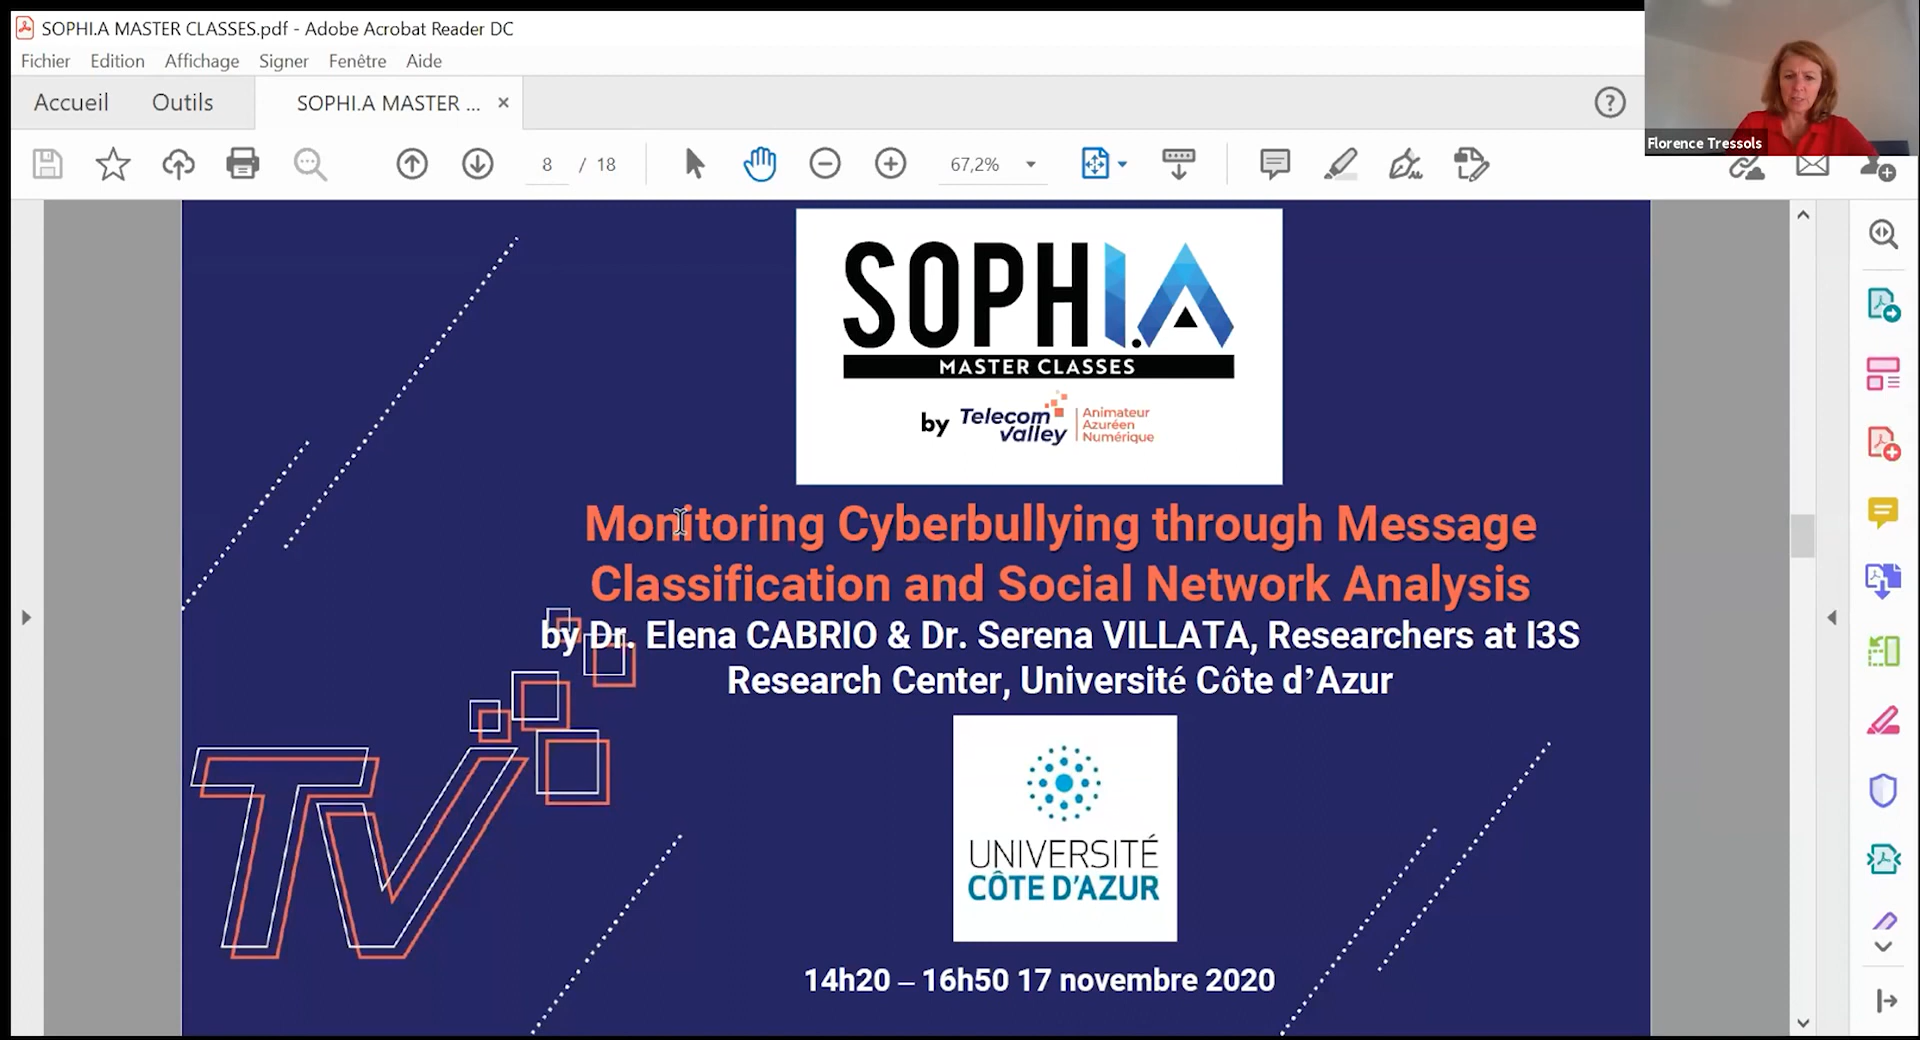 SOPHI.A MASTER CLASSES.pdf - Adobe Acrobat Reader DC
Fichier Edition Affichage Signer Fenêtre Aide
Accueil Outils SOPHI.A MASTER ... ×
?
Florence Tressols
8 / 18 67,2%
SOPHI.A
MASTER CLASSES
by Telecom Valley
Animateur
Azuréen
Numérique
Monitoring Cyberbullying through Message
Classification and Social Network Analysis
by Dr. Elena CABRIO & Dr. Serena VILLATA, Researchers at I3S
Research Center, Université Côte d’Azur
TV
UNIVERSITÉ
CÔTE D'AZUR
14h20 – 16h50 17 novembre 2020